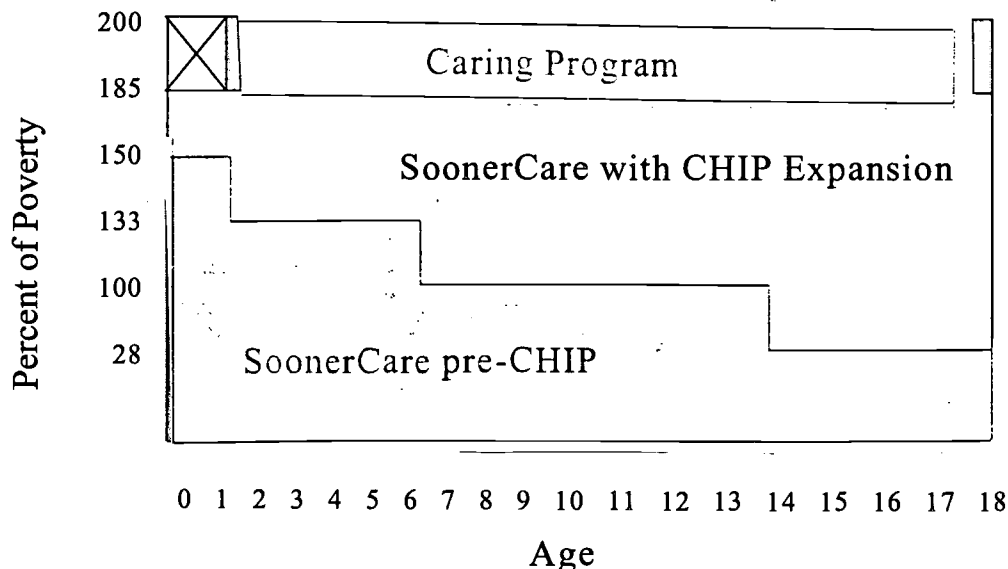 200
Caring Program
185
150
SoonerCare with CHIP Expansion
133
100
28
SoonerCare pre-CHIP
Percent of Poverty
0 1 2 3 4 5 6 7 8 9 10 11 12 13 14 15 16 17 18
Age